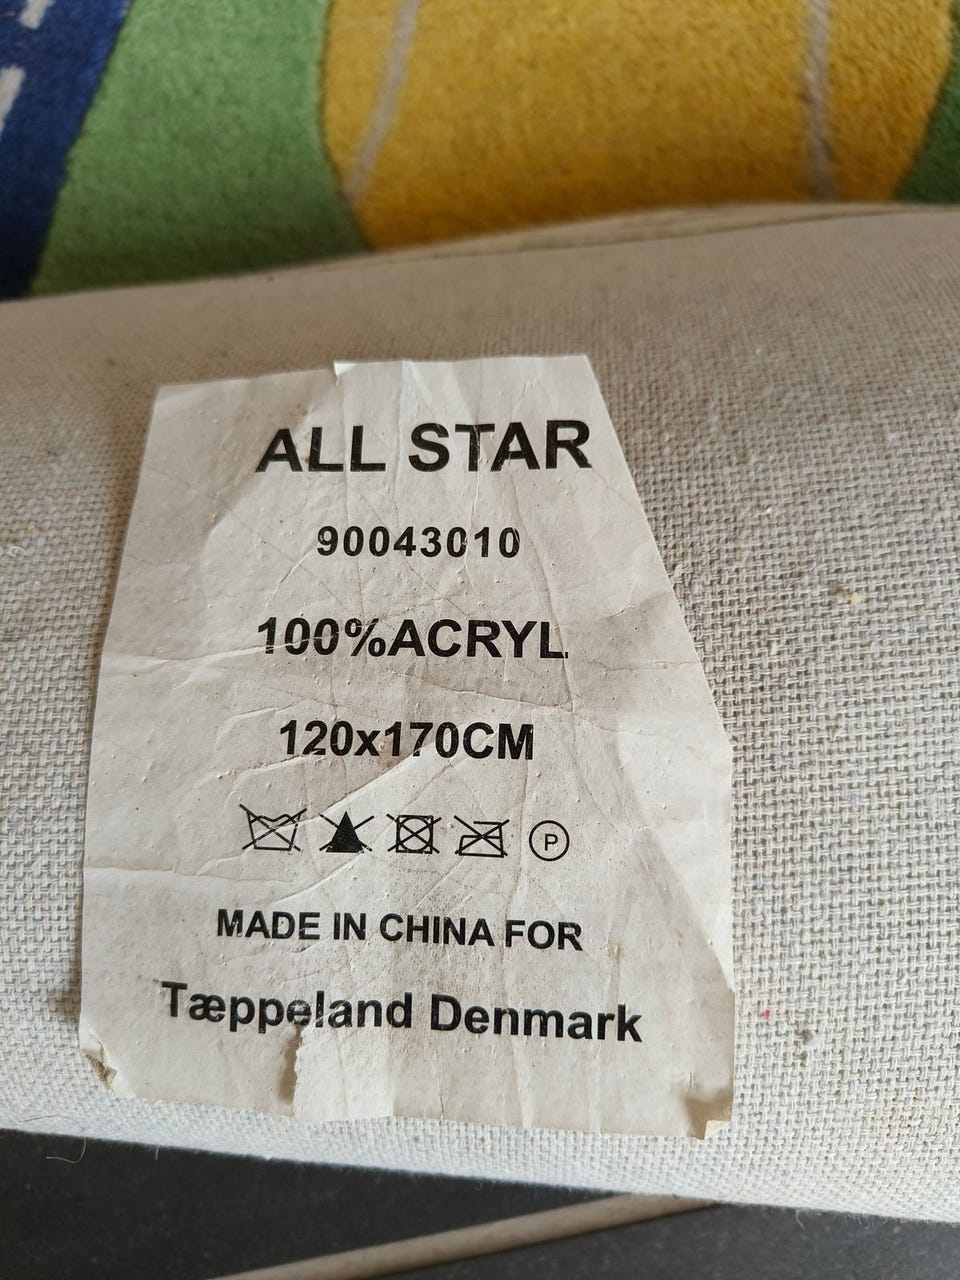 ALL STAR
90043010
100%ACRYL
120x170CM
P
MADE IN CHINA FOR
Tæppeland Denmark